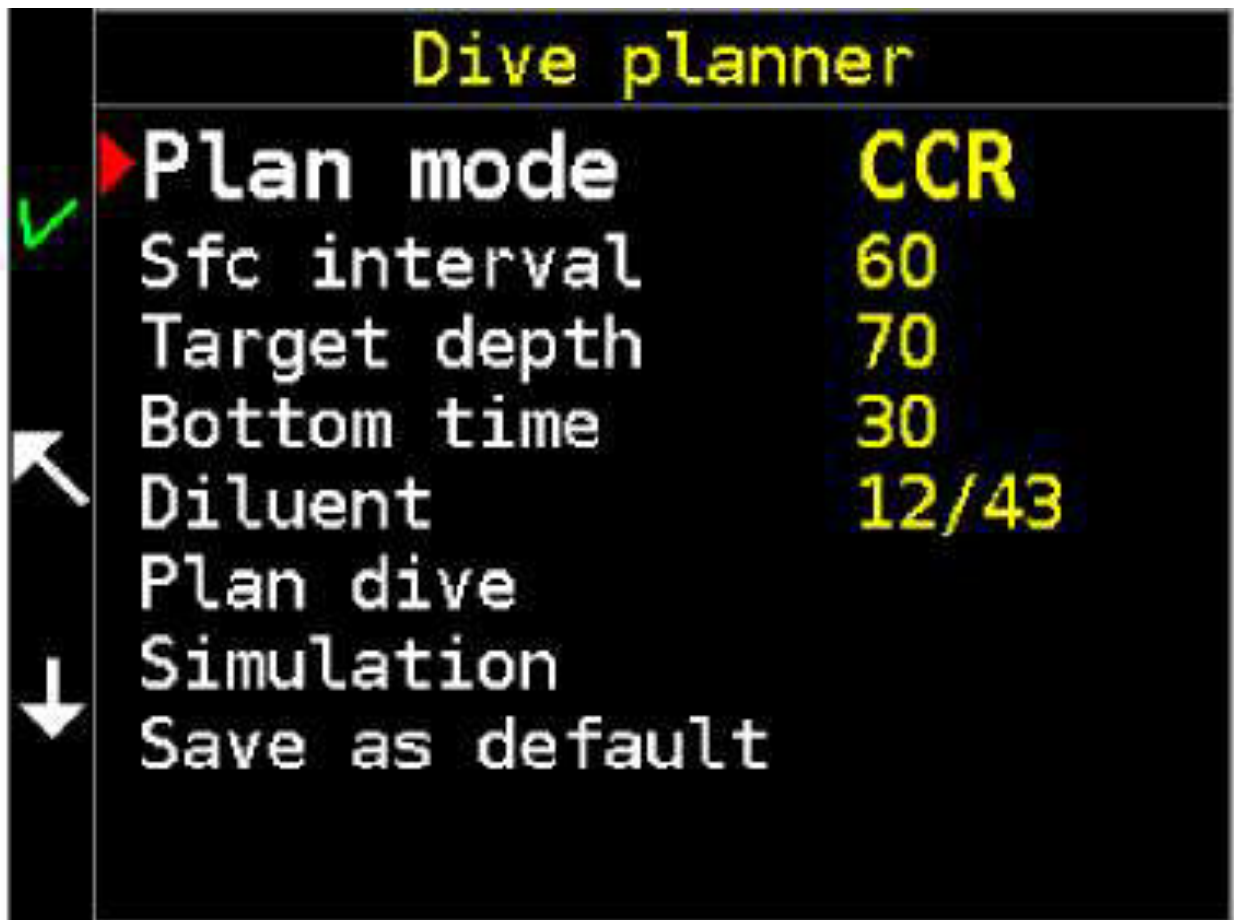 Dive planner
Plan mode CCR
Sfc interval 60
Target depth 70
Bottom time 30
Diluent 12/43
Plan dive
Simulation
Save as default